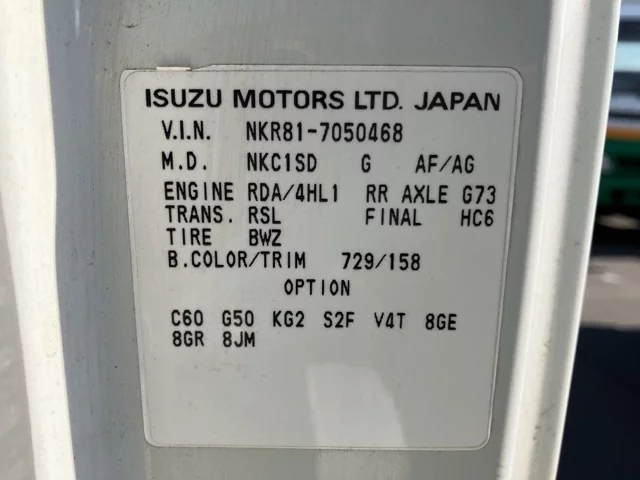 ISUZU MOTORS LTD. JAPAN
V.I.N. NKR81-7050468
M.D. NKC1SD G AF/AG
ENGINE RDA/4HL1 RR AXLE G73
TRANS. RSL FINAL HC6
TIRE BWZ
B.COLOR/TRIM 729/158
OPTION
C60 G50 KG2 S2F V4T 8GE
8GR 8JM